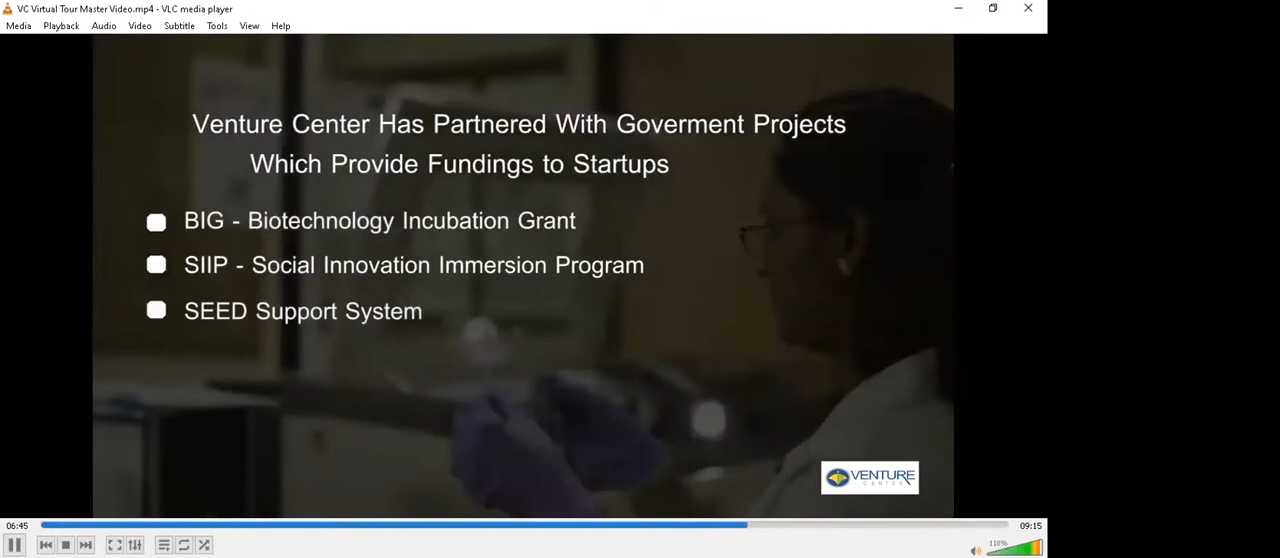 VC Virtual Tour Master Video.mp4 - VLC media player
Media Playback Audio Video Subtitle Tools View Help
Venture Center Has Partnered With Goverment Projects
Which Provide Fundings to Startups
BIG - Biotechnology Incubation Grant
SIIP - Social Innovation Immersion Program
SEED Support System
VENTURE
CENTER
06:45 09:15
118%